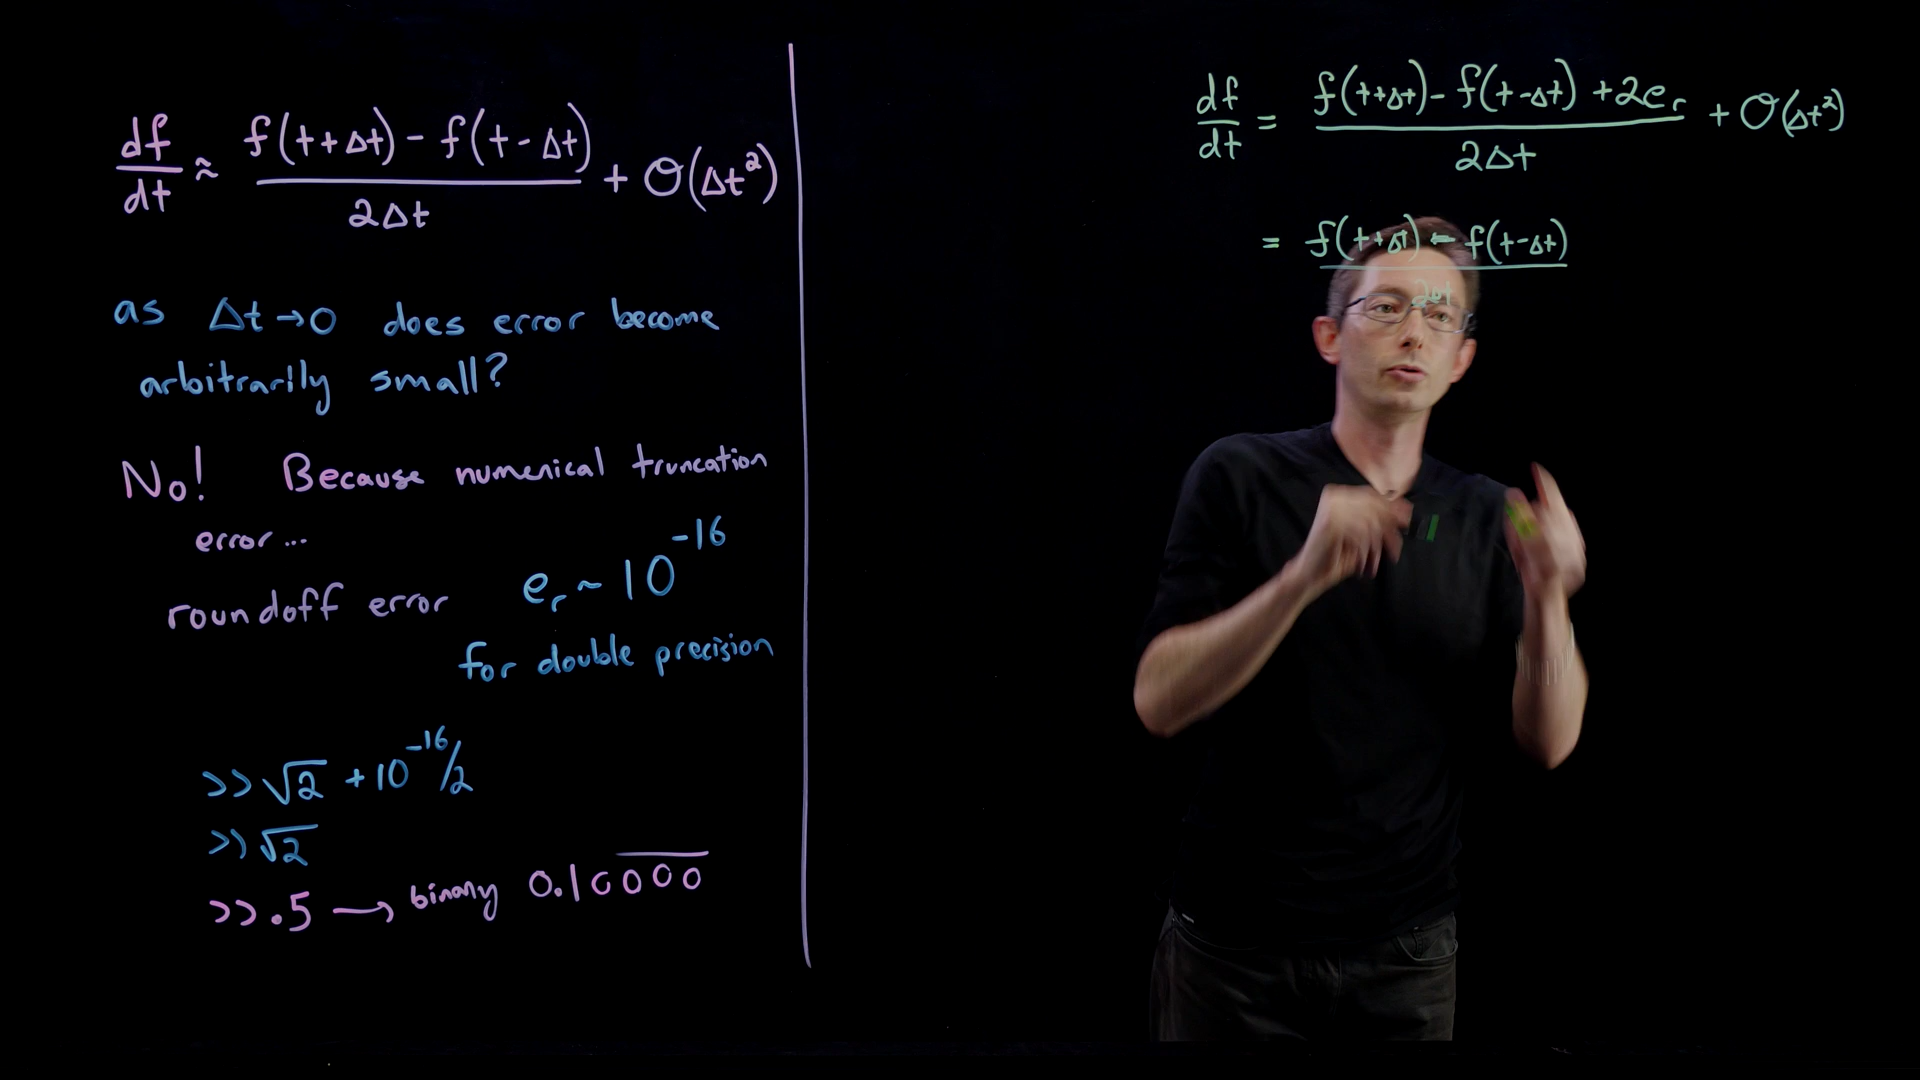 df/dt ≈ (f(t+Δt) - f(t-Δt)) / 2Δt + O(Δt²)
as Δt→0 does error become
arbitrarily small?
No! Because numerical truncation
error...
roundoff error e_r ~ 10^-16
for double precision
>> √2 + 10^-16/2
>> √2
>> .5 → binary 0.10000
df/dt = (f(t+Δt) - f(t-Δt) + 2e_r) / 2Δt + O(Δt²)
= (f(t+Δt) - f(t-Δt)) / 2Δt